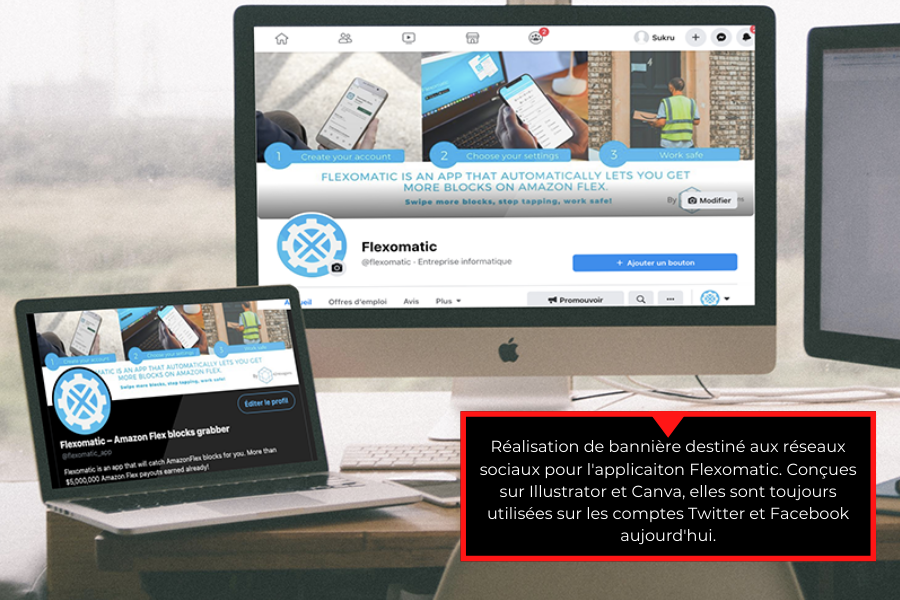 Sukru
2
1 Create your account
2 Choose your settings
3 Work safe
FLEXOMATIC IS AN APP THAT AUTOMATICALLY LETS YOU GET
MORE BLOCKS ON AMAZON FLEX.
Swipe more blocks, stop tapping, work safe!
By
Modifier
Flexomatic
@flexomatic · Entreprise informatique
+ Ajouter un bouton
Offres d'emploi Avis Plus
Promouvoir
1 Create your account
2 Choose your settings
3 Work safe
MATIC IS AN APP THAT AUTOMATICALLY LETS YOU GET
MORE BLOCKS ON AMAZON FLEX.
Swipe more blocks, stop tapping, work safe!
By
Éditer le profil
Flexomatic – Amazon Flex blocks grabber
@flexomatic_app
Flexomatic is an app that will catch AmazonFlex blocks for you. More than
$5,000,000 Amazon Flex payouts earned already!
Réalisation de bannière destiné aux réseaux
sociaux pour l'applicaiton Flexomatic. Conçues
sur Illustrator et Canva, elles sont toujours
utilisées sur les comptes Twitter et Facebook
aujourd'hui.